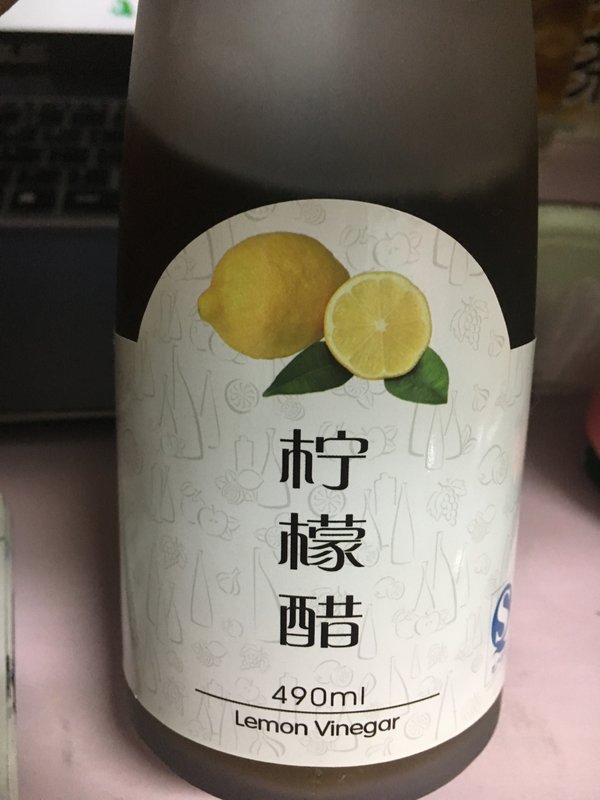 柠
檬
醋
490ml
Lemon Vinegar